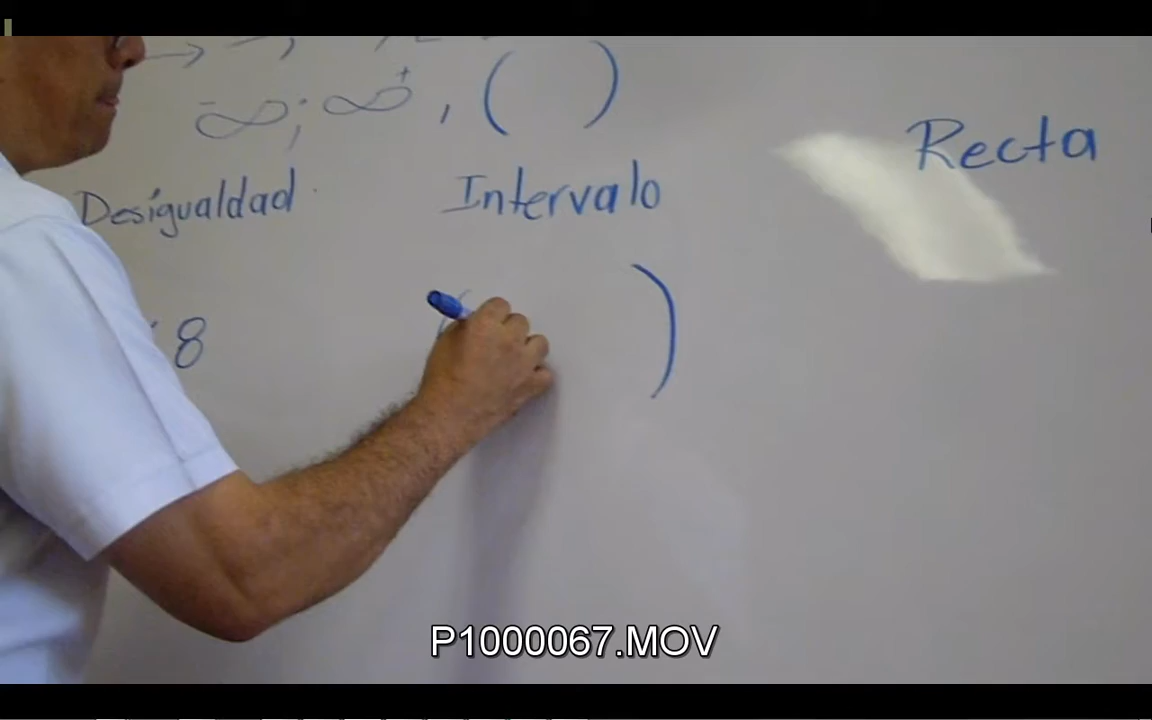 -∞; ∞+, ( )
Recta
Desigualdad Intervalo
8 ( )
P1000067.MOV